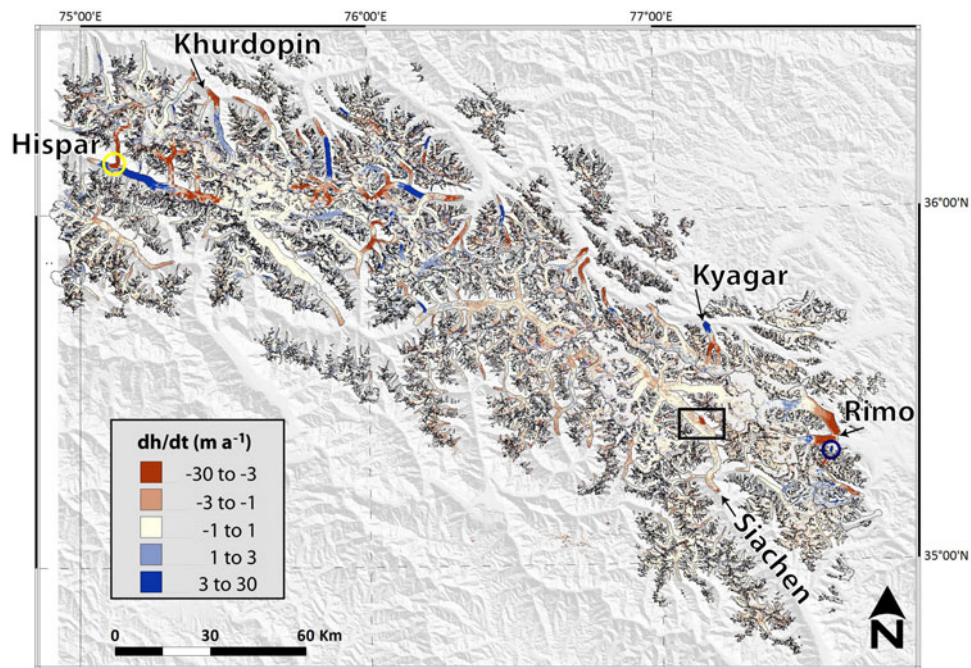 75°00'E
76°00'E
77°00'E
Khurdopin
Hispar
36°00'N
Kyagar
Rimo
dh/dt (m a⁻¹)
-30 to -3
-3 to -1
-1 to 1
1 to 3
3 to 30
Siachen
35°00'N
0 30 60 Km
N